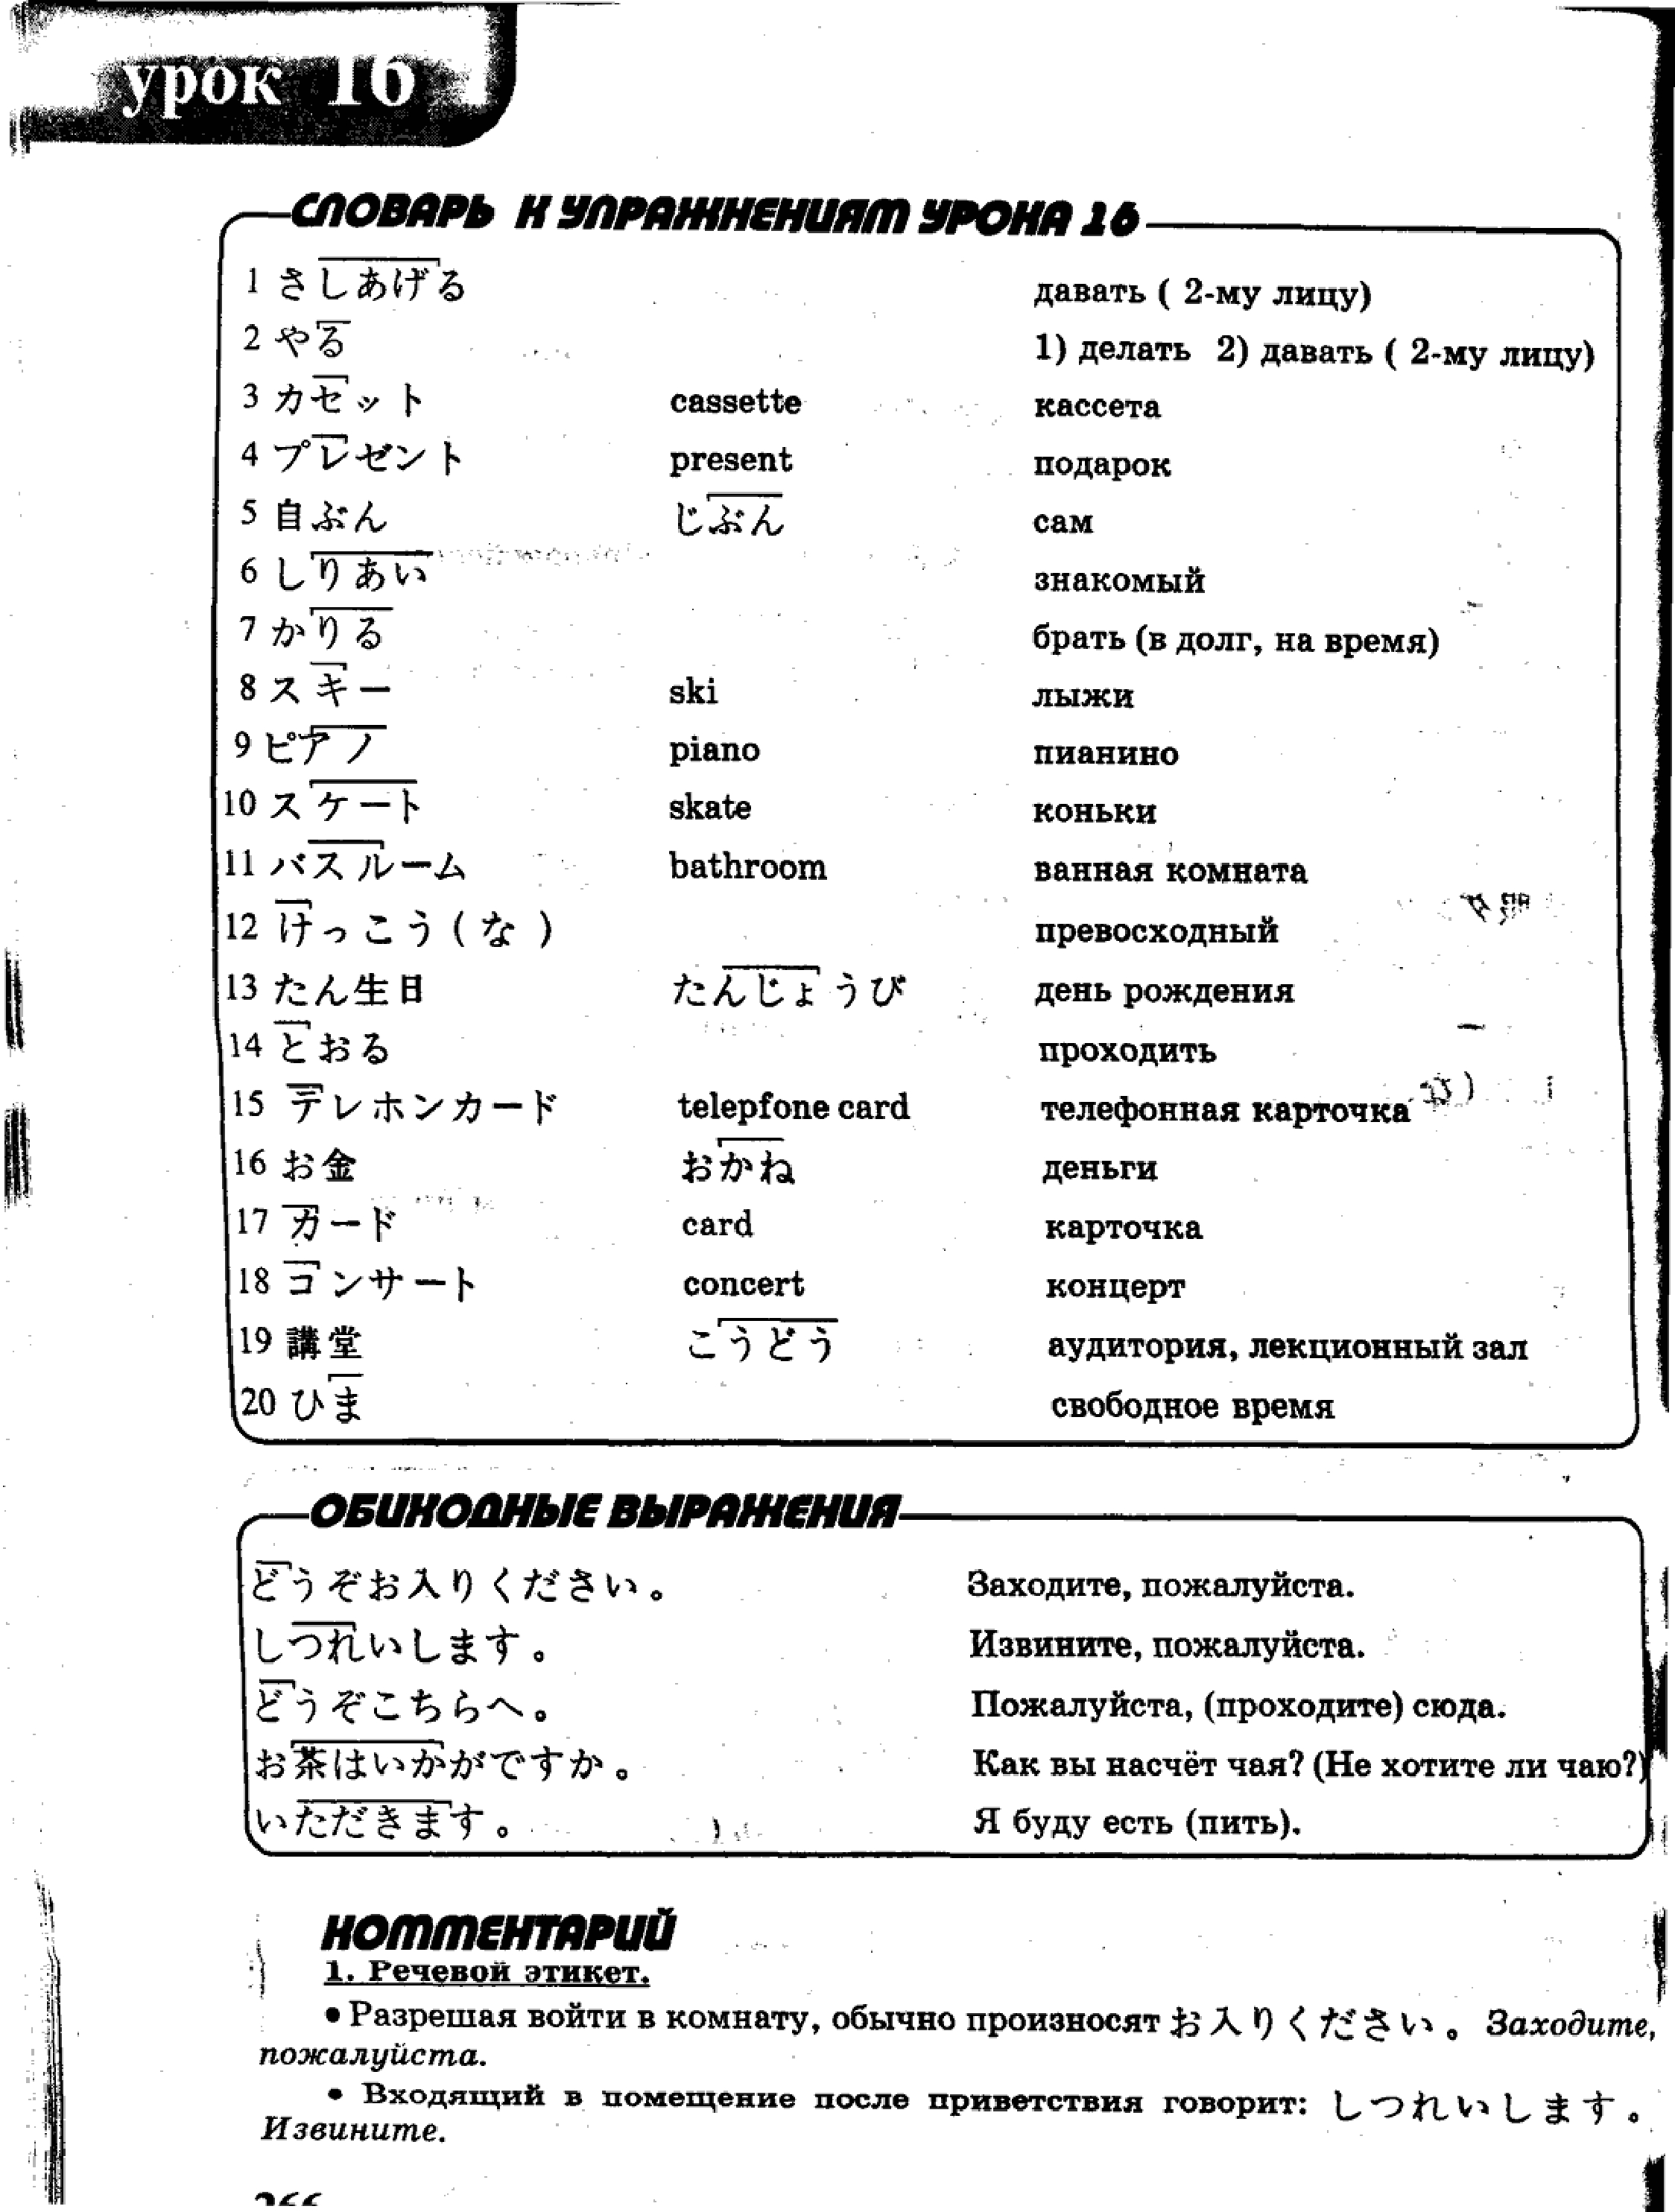 урок 16
СЛОВАРЬ К УПРАЖНЕНИЯМ УРОКА 16
1 さしあげる давать ( 2-му лицу)
2 やる 1) делать 2) давать ( 2-му лицу)
3 カセット cassette кассета
4 プレゼント present подарок
5 自ぶん じぶん сам
6 しりあい знакомый
7 かりる брать (в долг, на время)
8 スキー ski лыжи
9 ピアノ piano пианино
10 スケート skate коньки
11 バスルーム bathroom ванная комната
12 けっこう(な) превосходный
13 たん生日 たんじょうび день рождения
14 とおる проходить
15 テレホンカード telepfone card телефонная карточка
16 お金 おかね деньги
17 カード card карточка
18 コンサート concert концерт
19 講堂 こうどう аудитория, лекционный зал
20 ひま свободное время
ОБИХОДНЫЕ ВЫРАЖЕНИЯ
どうぞお入りください。 Заходите, пожалуйста.
しつれいします。 Извините, пожалуйста.
どうぞこちらへ。 Пожалуйста, (проходите) сюда.
お茶はいかがですか。 Как вы насчёт чая? (Не хотите ли чаю?)
いただきます。 Я буду есть (пить).
КОММЕНТАРИЙ
1. Речевой этикет.
• Разрешая войти в комнату, обычно произносят お入りください。 Заходите,
пожалуйста.
• Входящий в помещение после приветствия говорит: しつれいします。
Извините.